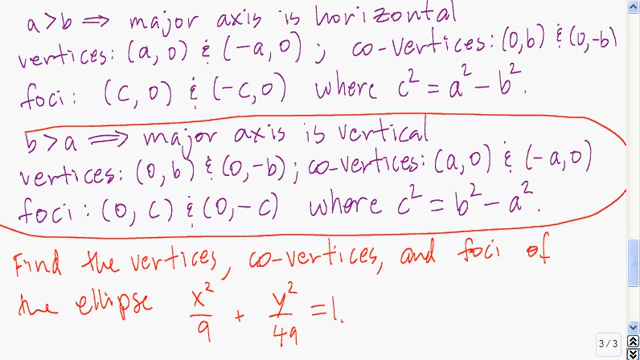 a > b ⟹ major axis is horizontal
vertices: (a, 0) & (-a, 0) ; co-vertices: (0, b) & (0, -b)
foci: (c, 0) & (-c, 0) where c² = a² - b².
b > a ⟹ major axis is vertical
vertices: (0, b) & (0, -b) ; co-vertices: (a, 0) & (-a, 0)
foci: (0, c) & (0, -c) where c² = b² - a².
Find the vertices, co-vertices, and foci of
the ellipse x²/9 + y²/49 = 1.
3 / 3